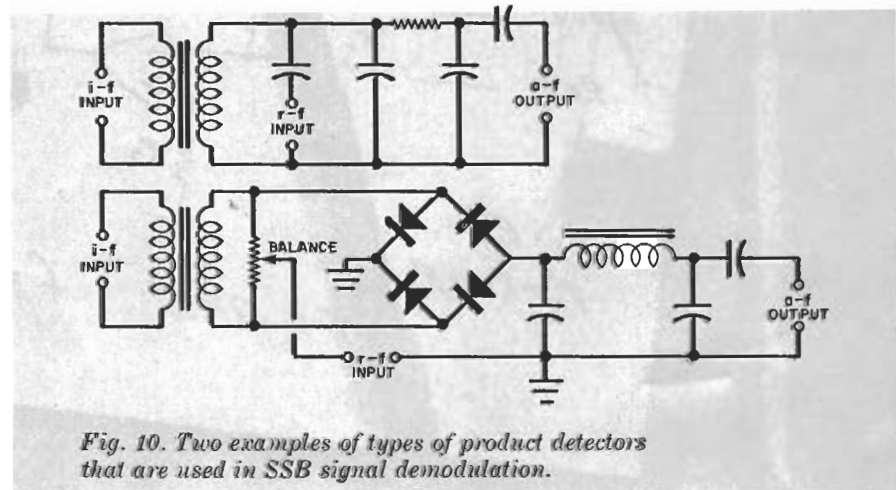 i-f
INPUT
r-f
INPUT
a-f
OUTPUT
i-f
INPUT
BALANCE
r-f
INPUT
a-f
OUTPUT
Fig. 10. Two examples of types of product detectors
that are used in SSB signal demodulation.